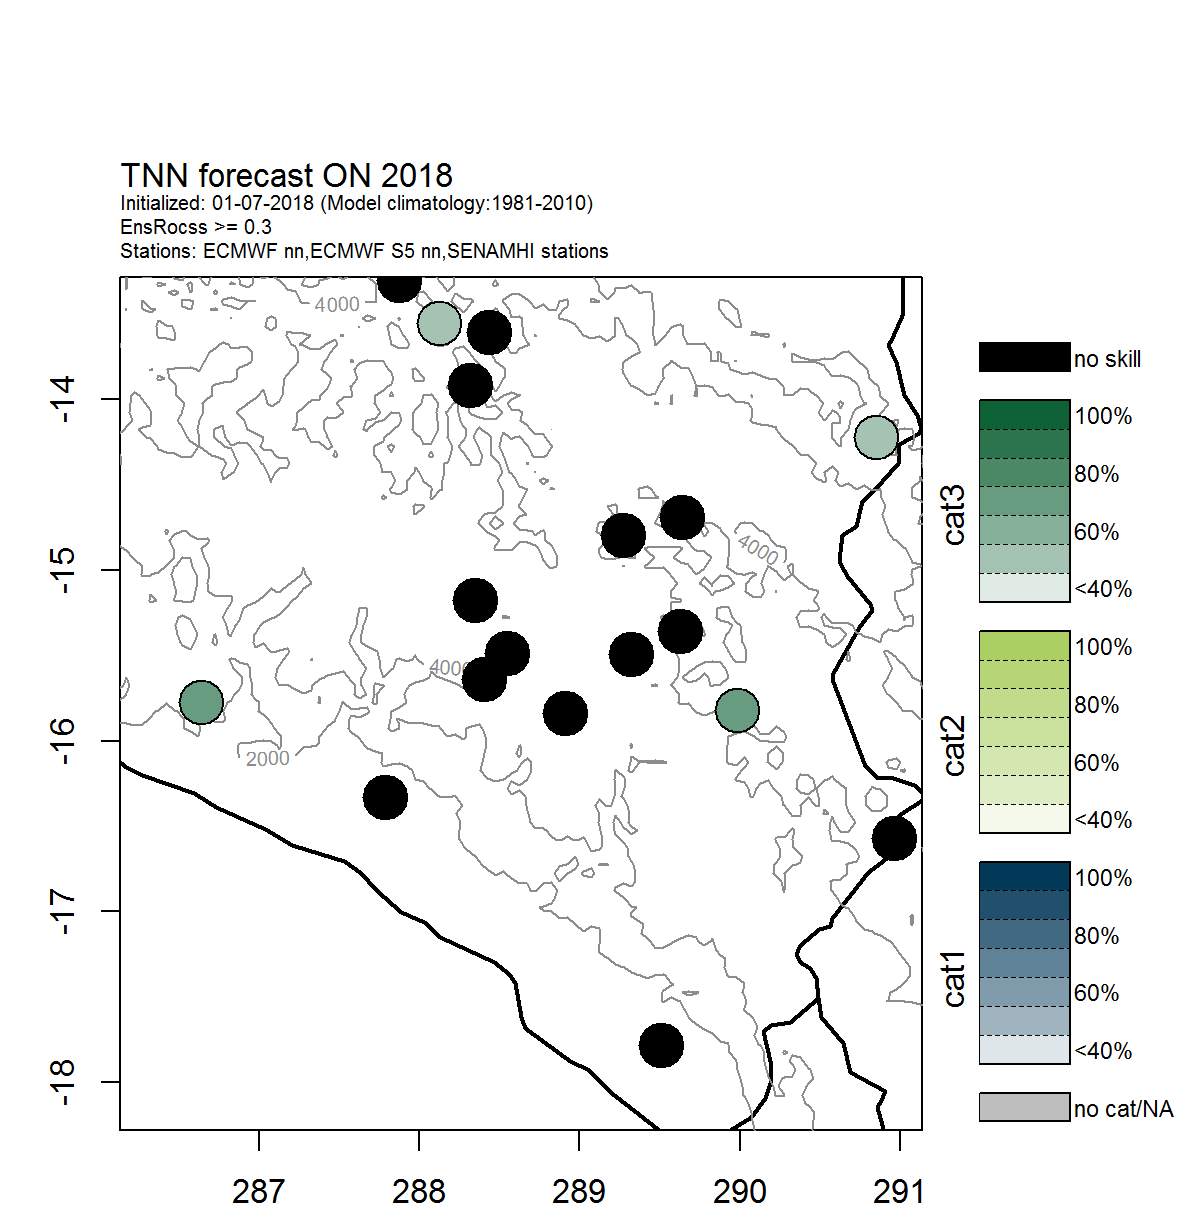 TNN forecast ON 2018
Initialized: 01-07-2018 (Model climatology:1981-2010)
EnsRocss >= 0.3
Stations: ECMWF nn,ECMWF S5 nn,SENAMHI stations
4000
4000
4000
2000
-14
-15
-16
-17
-18
287
288
289
290
291
no skill
cat3
100%
80%
60%
<40%
cat2
100%
80%
60%
<40%
cat1
100%
80%
60%
<40%
no cat/NA